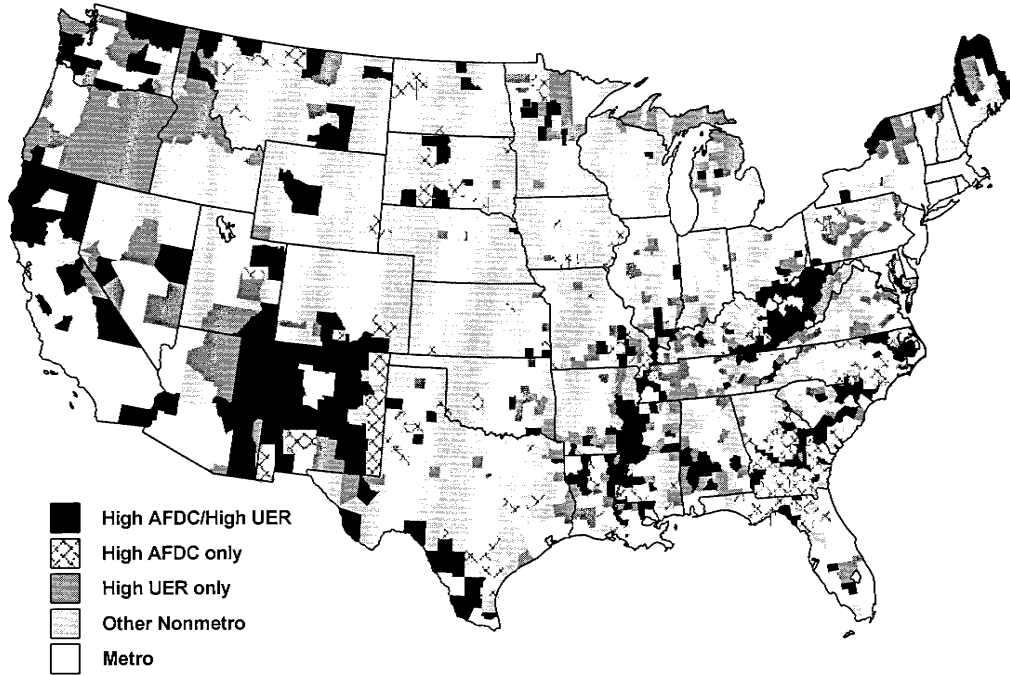 High AFDC/High UER
High AFDC only
High UER only
Other Nonmetro
Metro